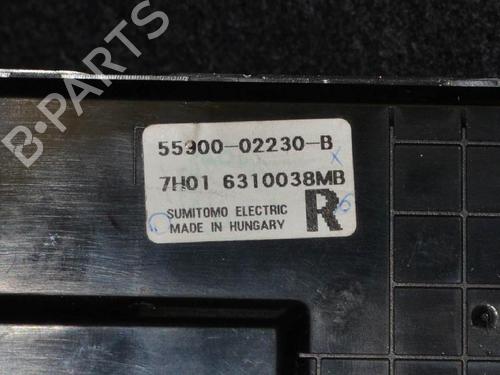 55900-02230-B
7H01 6310038MB
SUMITOMO ELECTRIC
MADE IN HUNGARY
R
B-PARTS